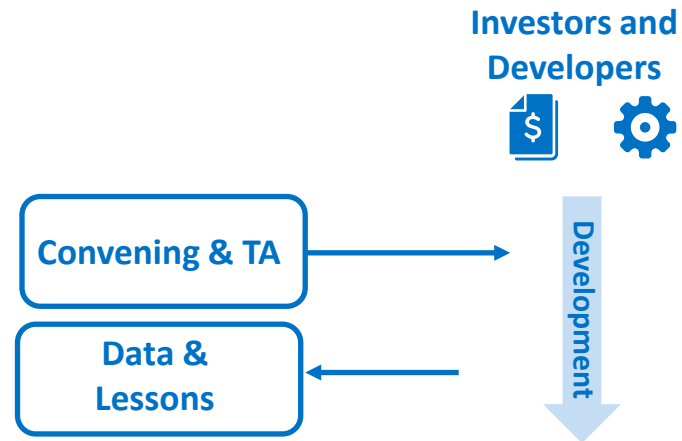 Investors and
Developers
$
Convening & TA
Development
Data &
Lessons